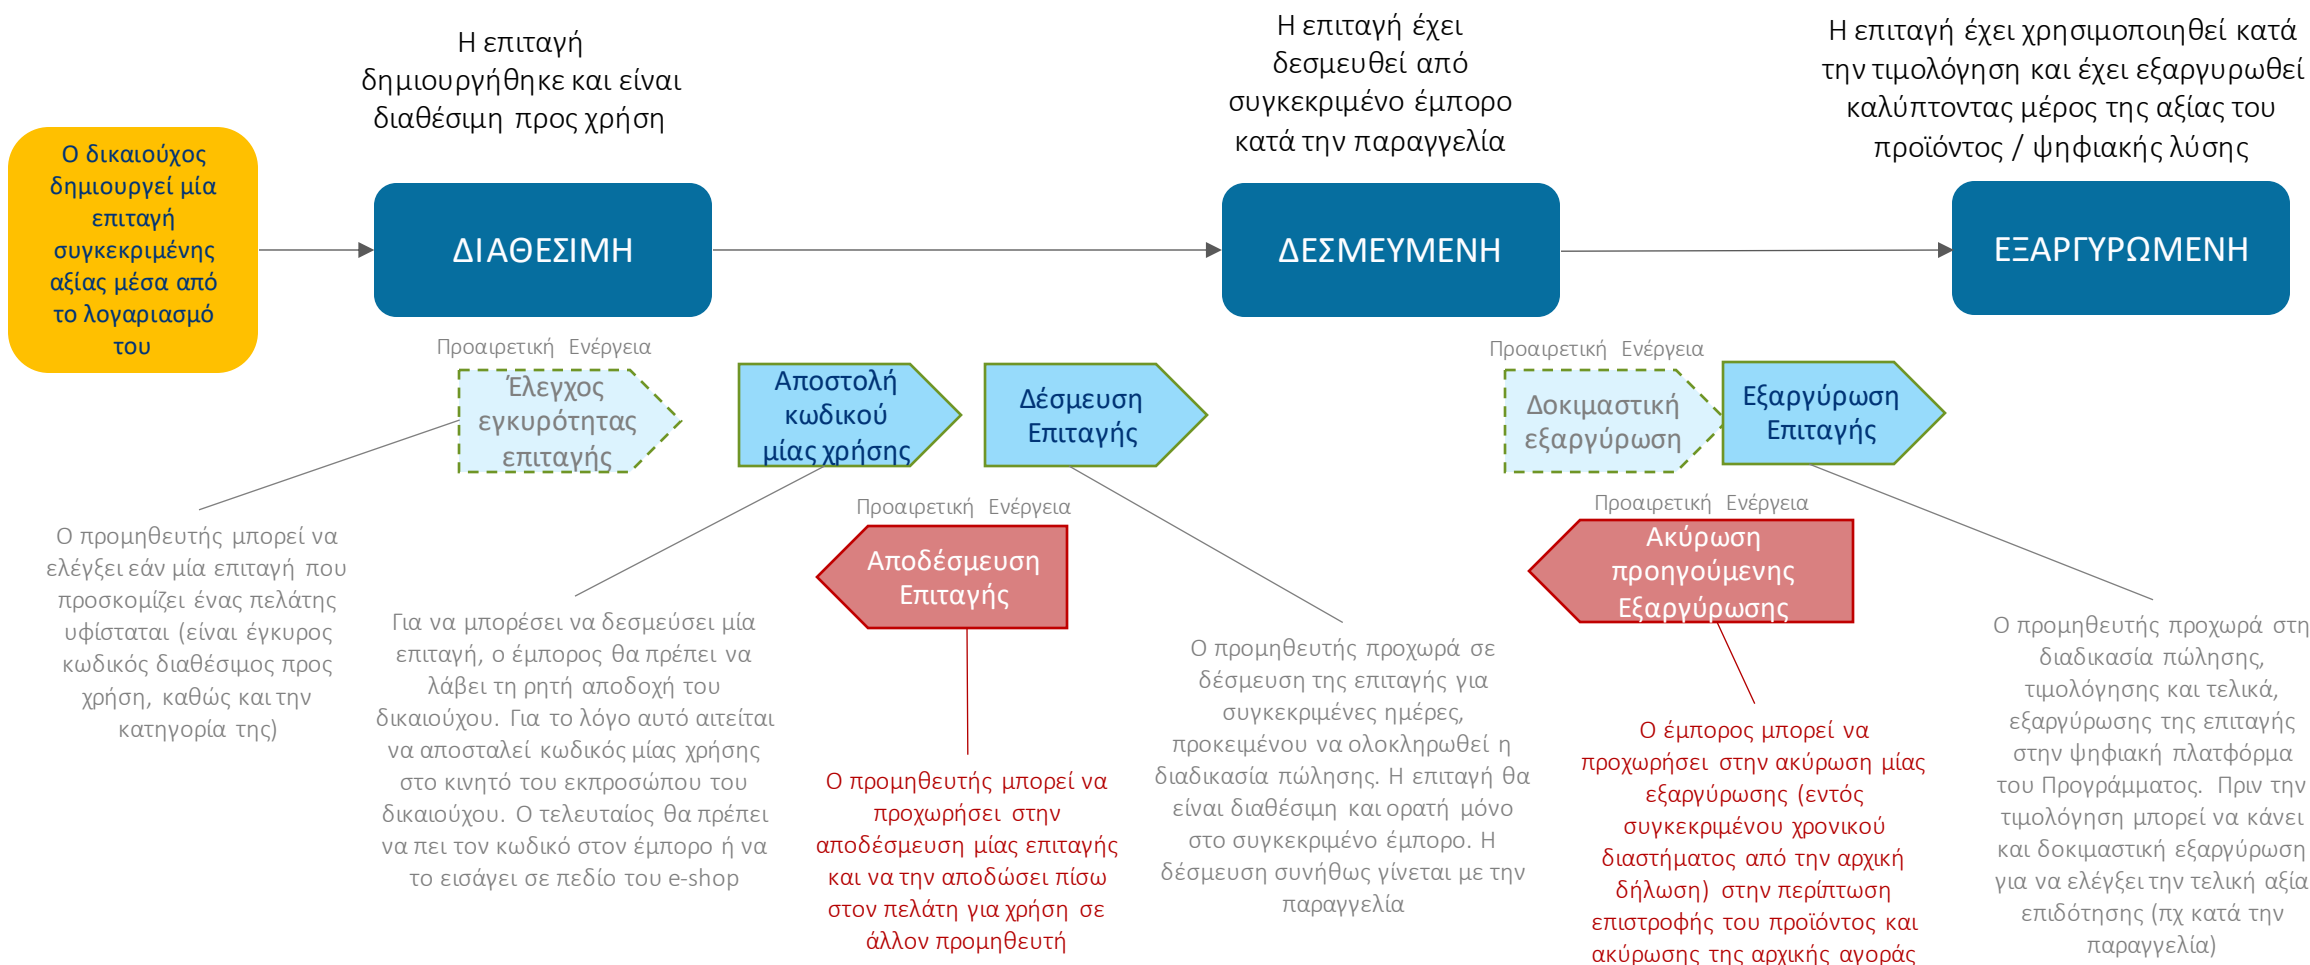 Η επιταγή
δημιουργήθηκε και είναι
διαθέσιμη προς χρήση
Η επιταγή έχει
δεσμευθεί από
συγκεκριμένο έμπορο
κατά την παραγγελία
Η επιταγή έχει χρησιμοποιηθεί κατά
την τιμολόγηση και έχει εξαργυρωθεί
καλύπτοντας μέρος της αξίας του
προϊόντος / ψηφιακής λύσης
Ο δικαιούχος
δημιουργεί μία
επιταγή
συγκεκριμένης
αξίας μέσα από
το λογαριασμό
του
ΔΙΑΘΕΣΙΜΗ
ΔΕΣΜΕΥΜΕΝΗ
ΕΞΑΡΓΥΡΩΜΕΝΗ
Προαιρετική Ενέργεια
Έλεγχος
εγκυρότητας
επιταγής
Αποστολή
κωδικού
μίας χρήσης
Δέσμευση
Επιταγής
Προαιρετική Ενέργεια
Δοκιμαστική
εξαργύρωση
Εξαργύρωση
Επιταγής
Προαιρετική Ενέργεια
Αποδέσμευση
Επιταγής
Προαιρετική Ενέργεια
Ακύρωση
προηγούμενης
Εξαργύρωσης
Ο προμηθευτής μπορεί να
ελέγξει εάν μία επιταγή που
προσκομίζει ένας πελάτης
υφίσταται (είναι έγκυρος
κωδικός διαθέσιμος προς
χρήση, καθώς και την
κατηγορία της)
Για να μπορέσει να δεσμεύσει μία
επιταγή, ο έμπορος θα πρέπει να
λάβει τη ρητή αποδοχή του
δικαιούχου. Για το λόγο αυτό αιτείται
να αποσταλεί κωδικός μίας χρήσης
στο κινητό του εκπροσώπου του
δικαιούχου. Ο τελευταίος θα πρέπει
να πει τον κωδικό στον έμπορο ή να
το εισάγει σε πεδίο του e-shop
Ο προμηθευτής μπορεί να
προχωρήσει στην
αποδέσμευση μίας επιταγής
και να την αποδώσει πίσω
στον πελάτη για χρήση σε
άλλον προμηθευτή
Ο προμηθευτής προχωρά σε
δέσμευση της επιταγής για
συγκεκριμένες ημέρες,
προκειμένου να ολοκληρωθεί η
διαδικασία πώλησης. Η επιταγή θα
είναι διαθέσιμη και ορατή μόνο
στο συγκεκριμένο έμπορο. Η
δέσμευση συνήθως γίνεται με την
παραγγελία
Ο έμπορος μπορεί να
προχωρήσει στην ακύρωση μίας
εξαργύρωσης (εντός
συγκεκριμένου χρονικού
διαστήματος από την αρχική
δήλωση) στην περίπτωση
επιστροφής του προϊόντος και
ακύρωσης της αρχικής αγοράς
Ο προμηθευτής προχωρά στη
διαδικασία πώλησης,
τιμολόγησης και τελικά,
εξαργύρωσης της επιταγής
στην ψηφιακή πλατφόρμα
του Προγράμματος. Πριν την
τιμολόγηση μπορεί να κάνει
και δοκιμαστική εξαργύρωση
για να ελέγξει την τελική αξία
επιδότησης (πχ κατά την
παραγγελία)